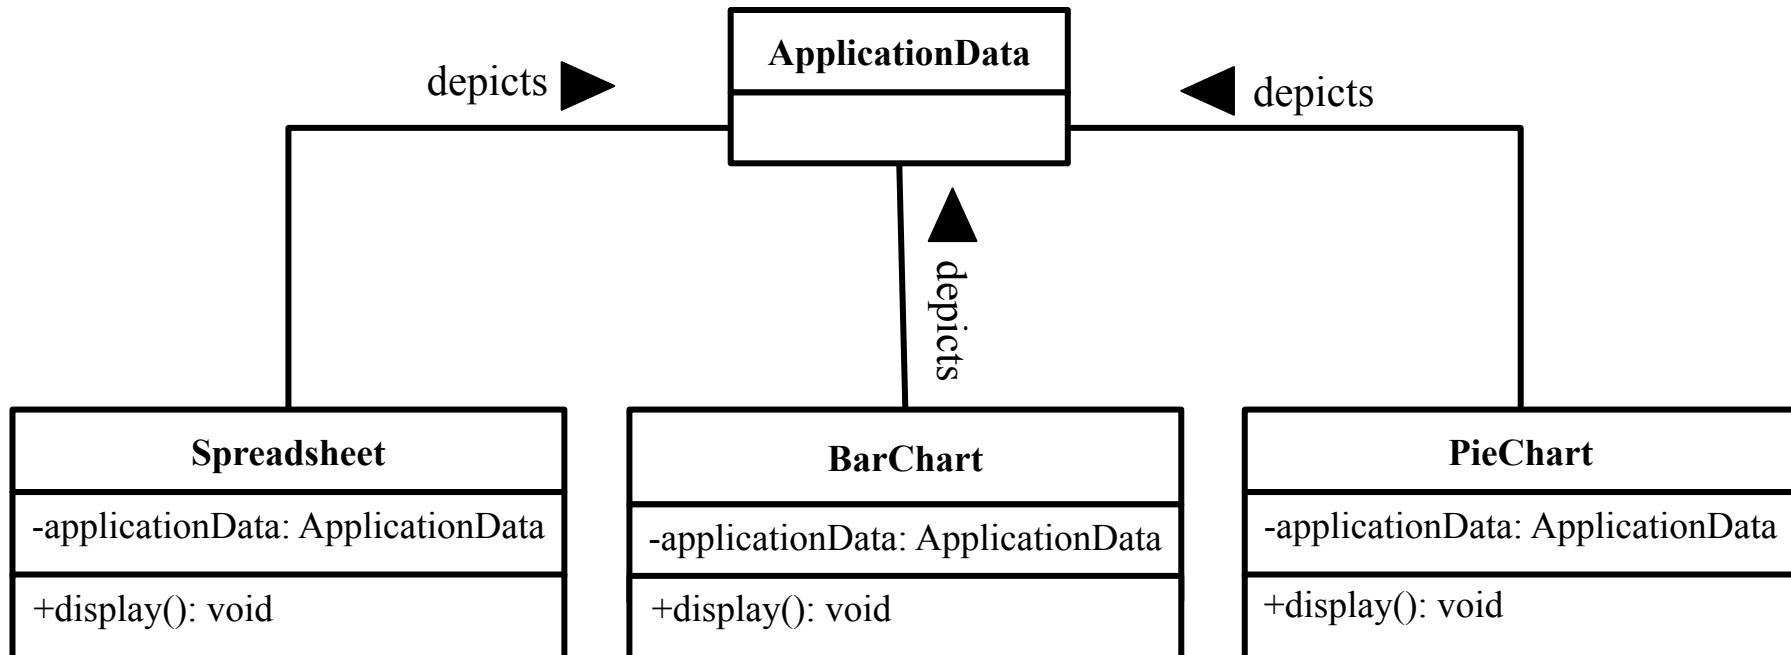 ApplicationData
depicts
depicts
depicts
Spreadsheet
-applicationData: ApplicationData
+display(): void
BarChart
-applicationData: ApplicationData
+display(): void
PieChart
-applicationData: ApplicationData
+display(): void